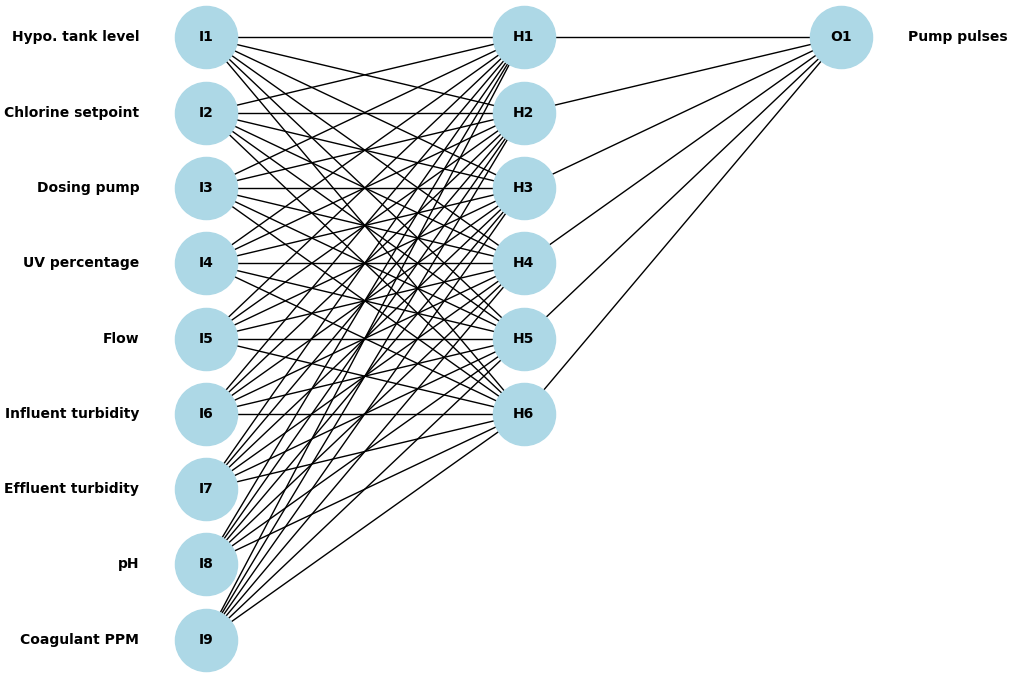 Hypo. tank level I1 H1 O1 Pump pulses
Chlorine setpoint I2 H2
Dosing pump I3 H3
UV percentage I4 H4
Flow I5 H5
Influent turbidity I6 H6
Effluent turbidity I7
pH I8
Coagulant PPM I9